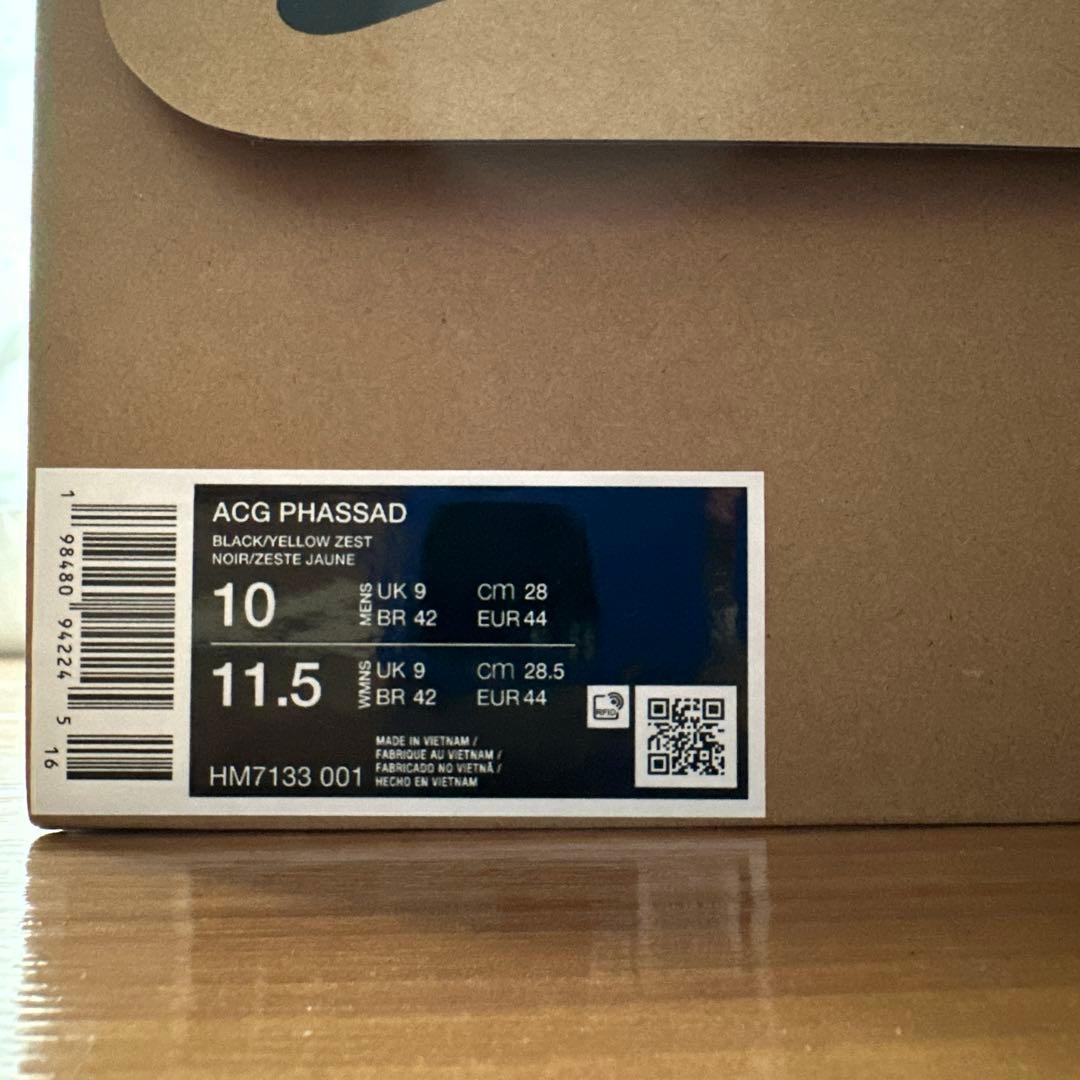 ACG PHASSAD
BLACK/YELLOW ZEST
NOIR/ZESTE JAUNE
10 MENS UK 9 cm 28
BR 42 EUR 44
11.5 WMNS UK 9 cm 28.5
BR 42 EUR 44
RFID
MADE IN VIETNAM /
FABRIQUE AU VIETNAM /
FABRICADO NO VIETNÃ /
HECHO EN VIETNAM
HM7133 001
1 98480 94224 5 16